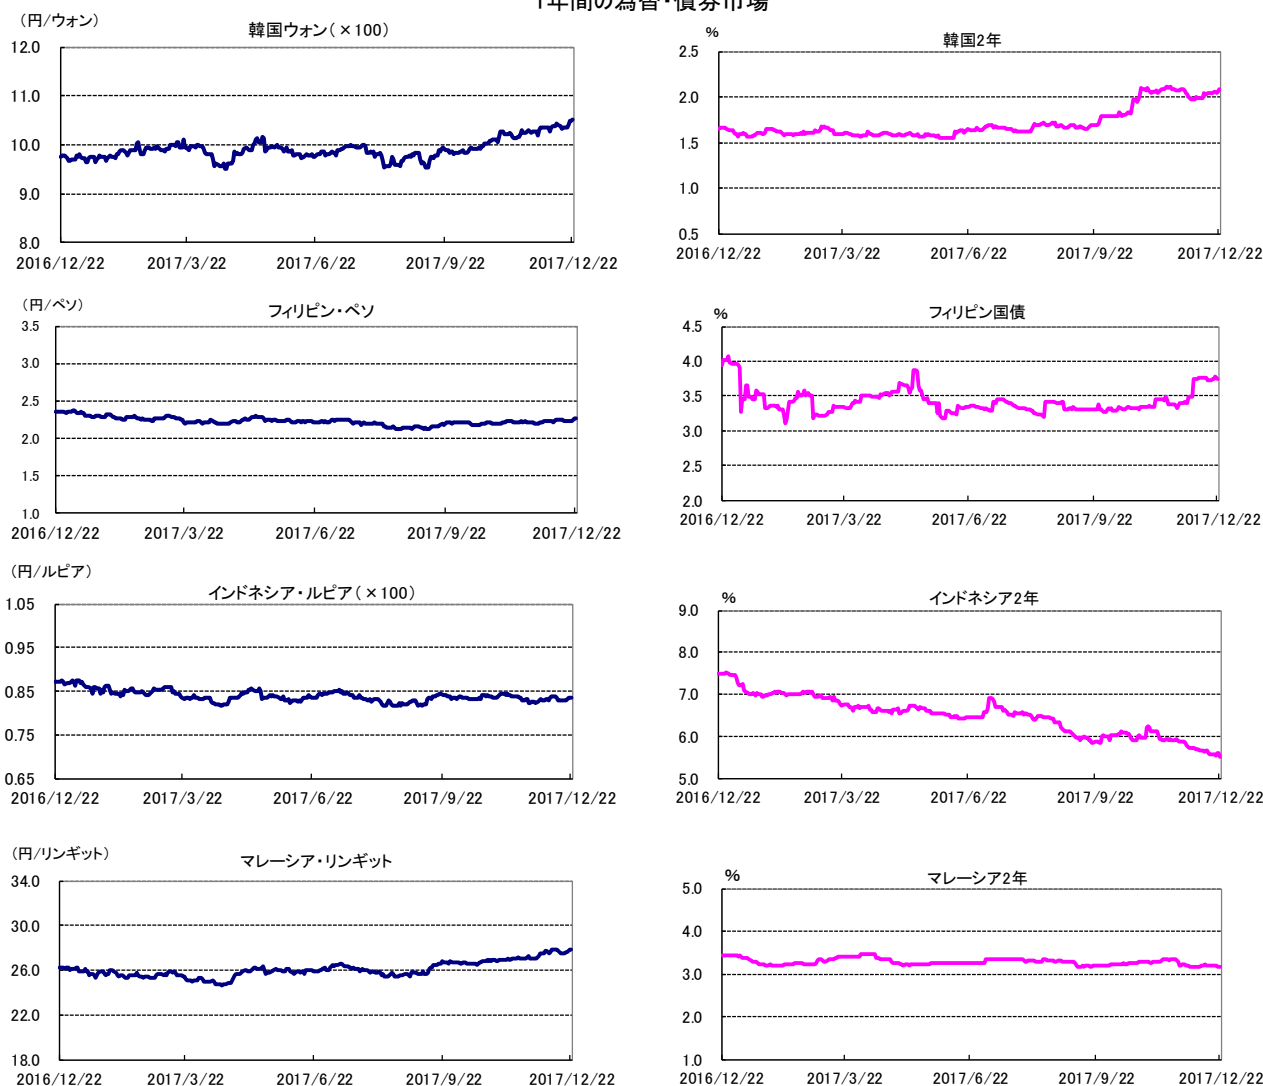 1年間の為替・債券市場
(円/ウォン)
韓国ウォン(×100)
12.0
11.0
10.0
9.0
8.0
2016/12/22 2017/3/22 2017/6/22 2017/9/22 2017/12/22
%
韓国2年
2.5
2.0
1.5
1.0
0.5
2016/12/22 2017/3/22 2017/6/22 2017/9/22 2017/12/22
(円/ペソ)
フィリピン・ペソ
3.5
3.0
2.5
2.0
1.5
1.0
2016/12/22 2017/3/22 2017/6/22 2017/9/22 2017/12/22
%
フィリピン国債
4.5
4.0
3.5
3.0
2.5
2.0
2016/12/22 2017/3/22 2017/6/22 2017/9/22 2017/12/22
(円/ルピア)
インドネシア・ルピア(×100)
1.05
0.95
0.85
0.75
0.65
2016/12/22 2017/3/22 2017/6/22 2017/9/22 2017/12/22
%
インドネシア2年
9.0
8.0
7.0
6.0
5.0
2016/12/22 2017/3/22 2017/6/22 2017/9/22 2017/12/22
(円/リンギット)
マレーシア・リンギット
34.0
30.0
26.0
22.0
18.0
2016/12/22 2017/3/22 2017/6/22 2017/9/22 2017/12/22
%
マレーシア2年
5.0
4.0
3.0
2.0
1.0
2016/12/22 2017/3/22 2017/6/22 2017/9/22 2017/12/22